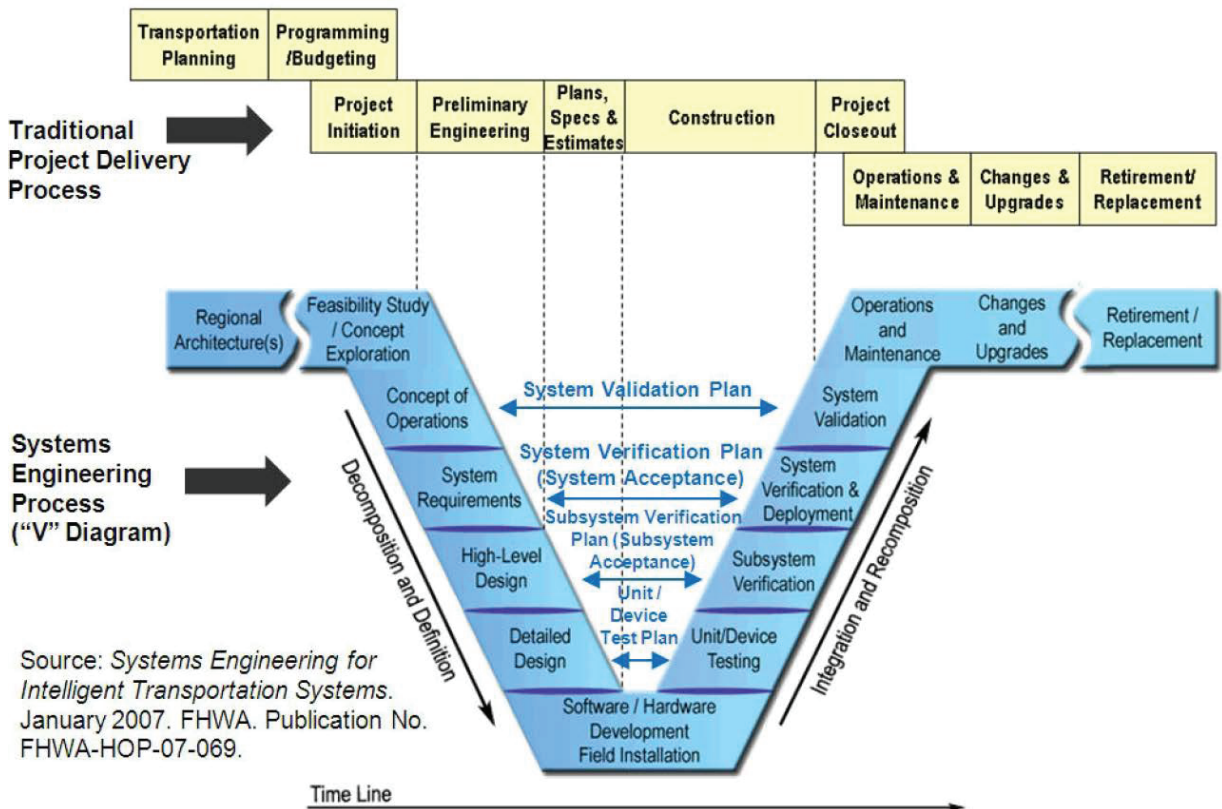 Transportation
Planning
Programming
/Budgeting
Project
Initiation
Preliminary
Engineering
Plans,
Specs &
Estimates
Construction
Project
Closeout
Operations &
Maintenance
Changes &
Upgrades
Retirement/
Replacement
Traditional
Project Delivery
Process
Regional
Architecture(s)
Feasibility Study
/ Concept
Exploration
Operations
and
Maintenance
Changes
and
Upgrades
Retirement /
Replacement
Concept of
Operations
System Validation Plan
System
Validation
Systems
Engineering
Process
("V" Diagram)
Decomposition and Definition
System
Requirements
System Verification Plan
(System Acceptance)
System
Verification &
Deployment
High-Level
Design
Subsystem Verification
Plan (Subsystem
Acceptance)
Subsystem
Verification
Detailed
Design
Unit /
Device
Test Plan
Unit/Device
Testing
Integration and Recomposition
Software / Hardware
Development
Field Installation
Source: Systems Engineering for
Intelligent Transportation Systems.
January 2007. FHWA. Publication No.
FHWA-HOP-07-069.
Time Line